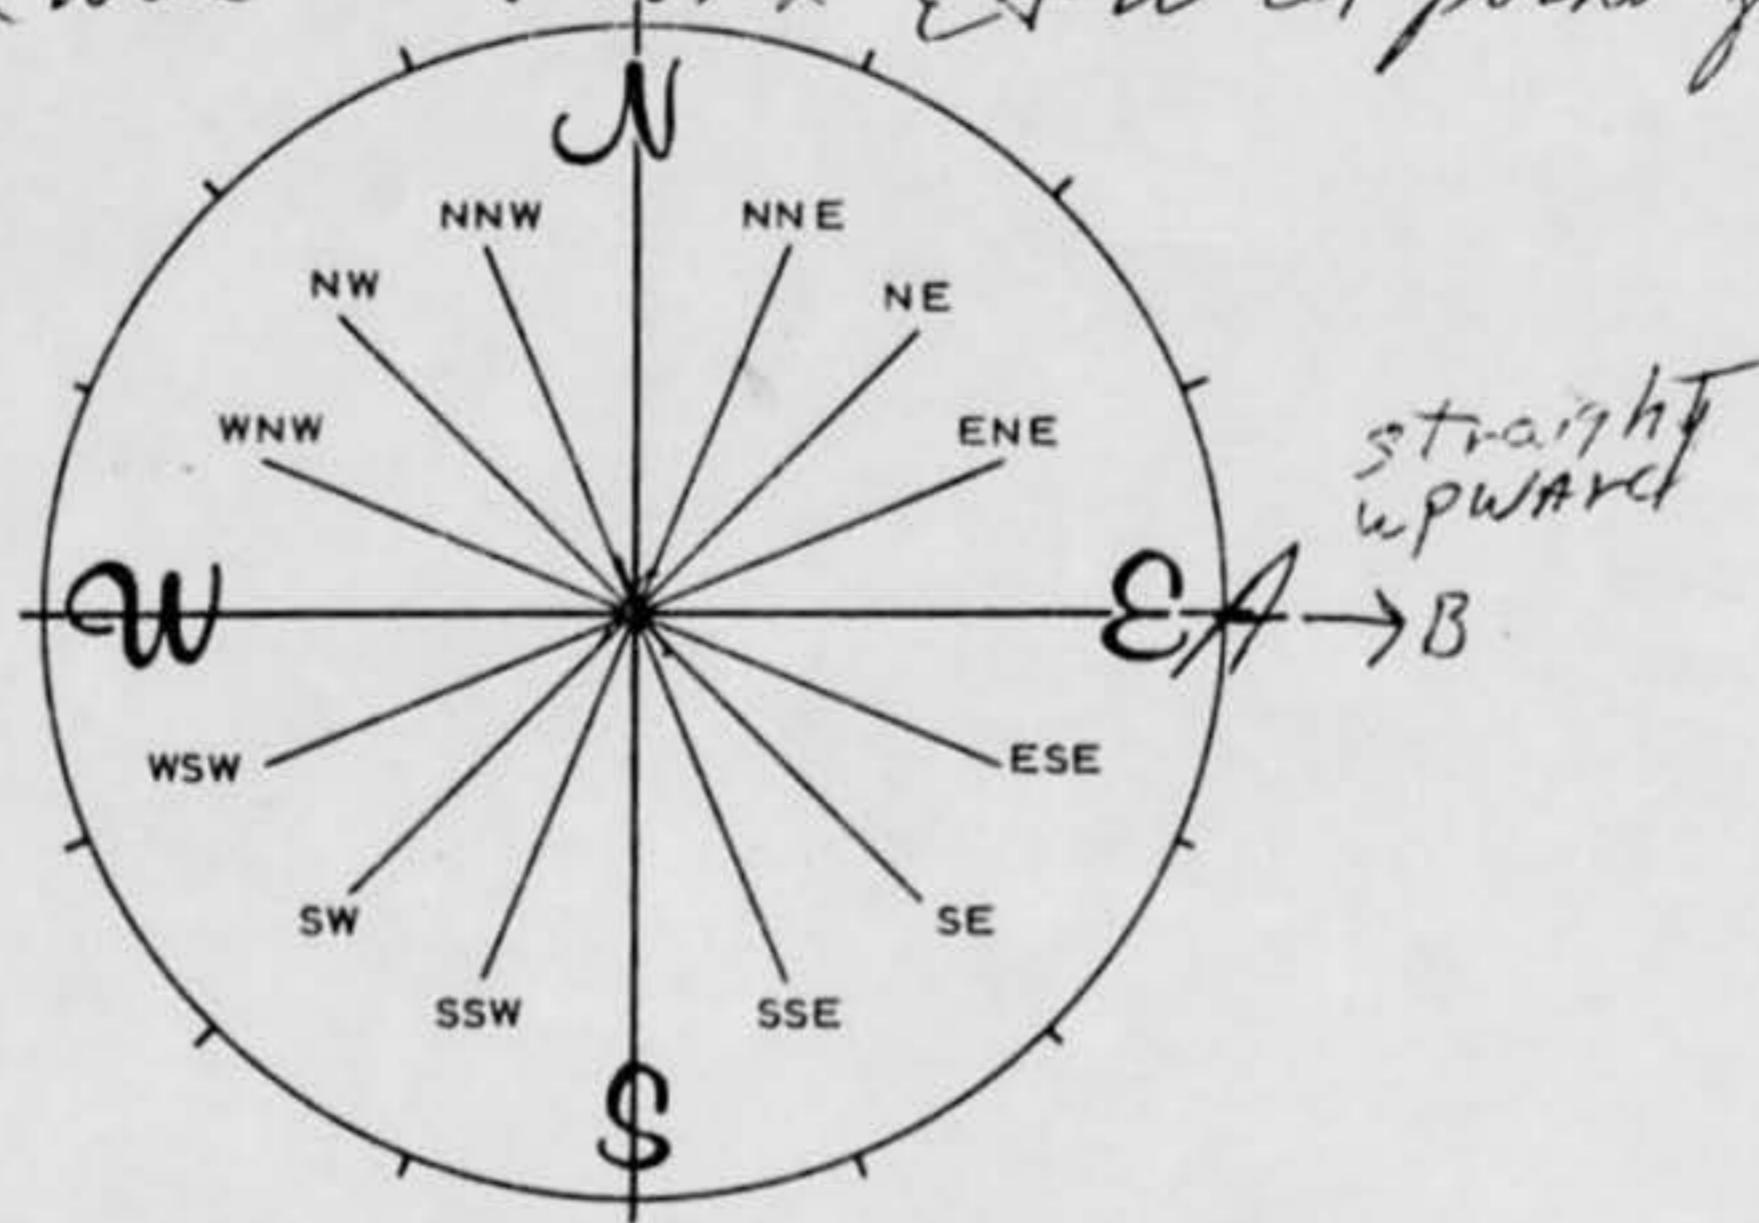 N
NNW NNE
NW NE
WNW ENE
straight
upward
W E A → B
WSW ESE
SW SE
SSW SSE
S